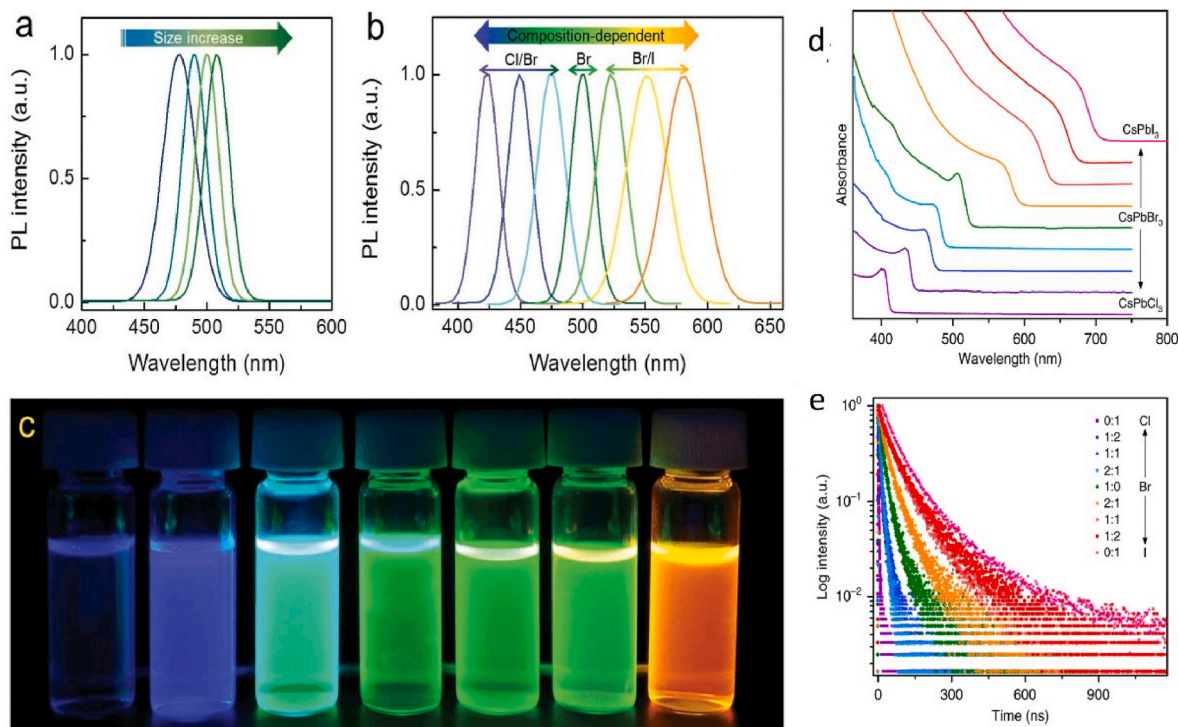 a
Size increase
PL intensity (a.u.)
1.0
0.5
0.0
400
450
500
550
600
Wavelength (nm)
b
Composition-dependent
Cl/Br
Br
Br/I
PL intensity (a.u.)
1.0
0.5
0.0
400
450
500
550
600
650
Wavelength (nm)
d
Absorbance
CsPbI₃
CsPbBr₃
CsPbCl₃
400
500
600
700
800
Wavelength (nm)
c
e
Log intensity (a.u.)
10⁰
10⁻¹
10⁻²
0:1 Cl
1:2
1:1
2:1
1:0 Br
2:1
1:1
1:2
0:1 I
0
300
600
900
Time (ns)